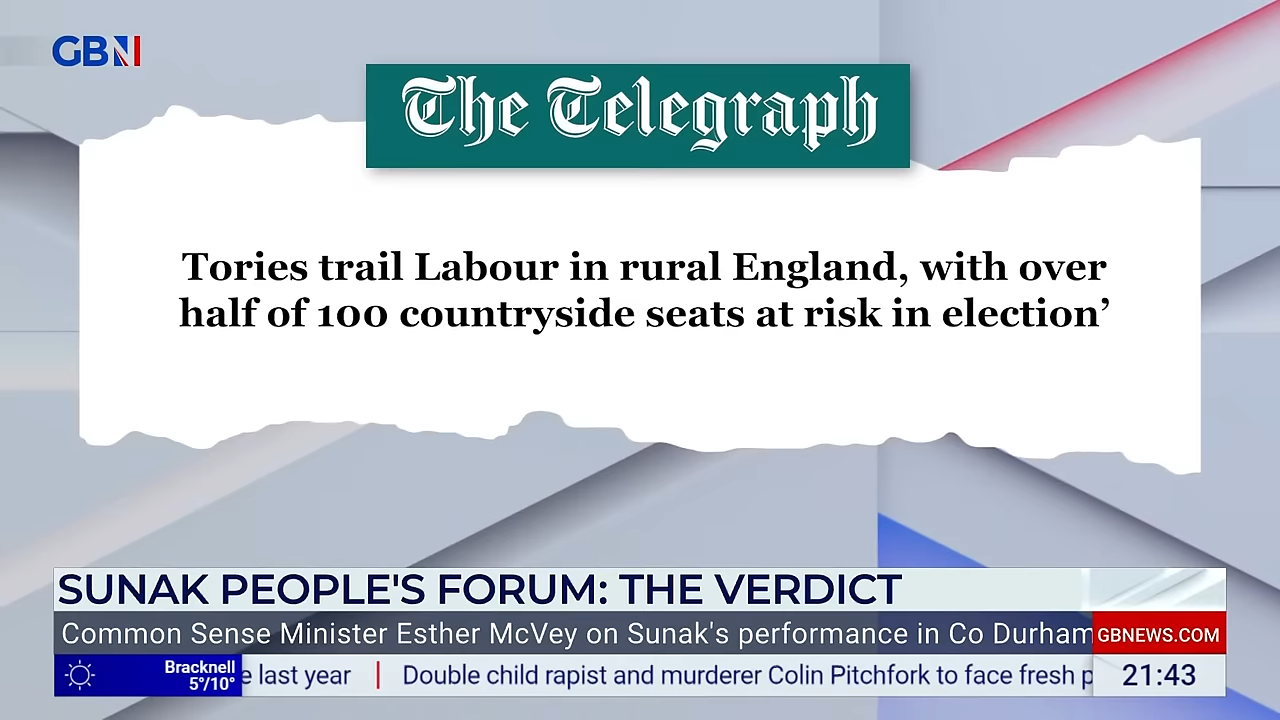 GBN
The Telegraph
Tories trail Labour in rural England, with over
half of 100 countryside seats at risk in election’
SUNAK PEOPLE'S FORUM: THE VERDICT
Common Sense Minister Esther McVey on Sunak's performance in Co Durham
GBNEWS.COM
Bracknell
5°/10°
e last year | Double child rapist and murderer Colin Pitchfork to face fresh p
21:43